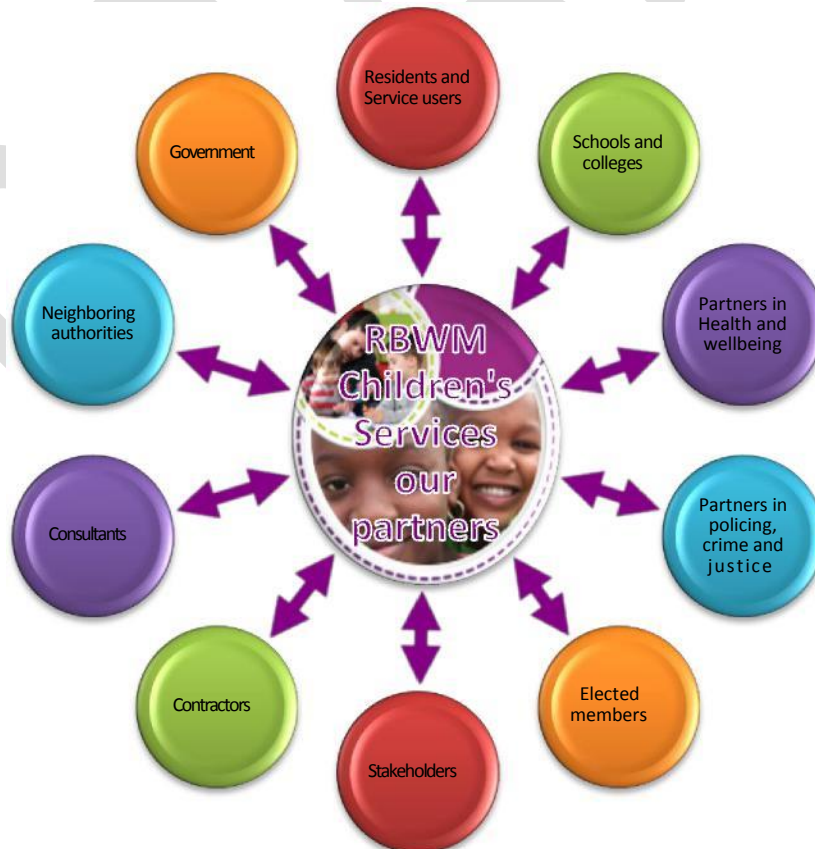 Residents and
Service users
Schools and
colleges
Partners in
Health and
wellbeing
Partners in
policing,
crime and
justice
Elected
members
Stakeholders
Contractors
Consultants
Neighboring
authorities
Government
RBWM
Children's
Services
our
partners